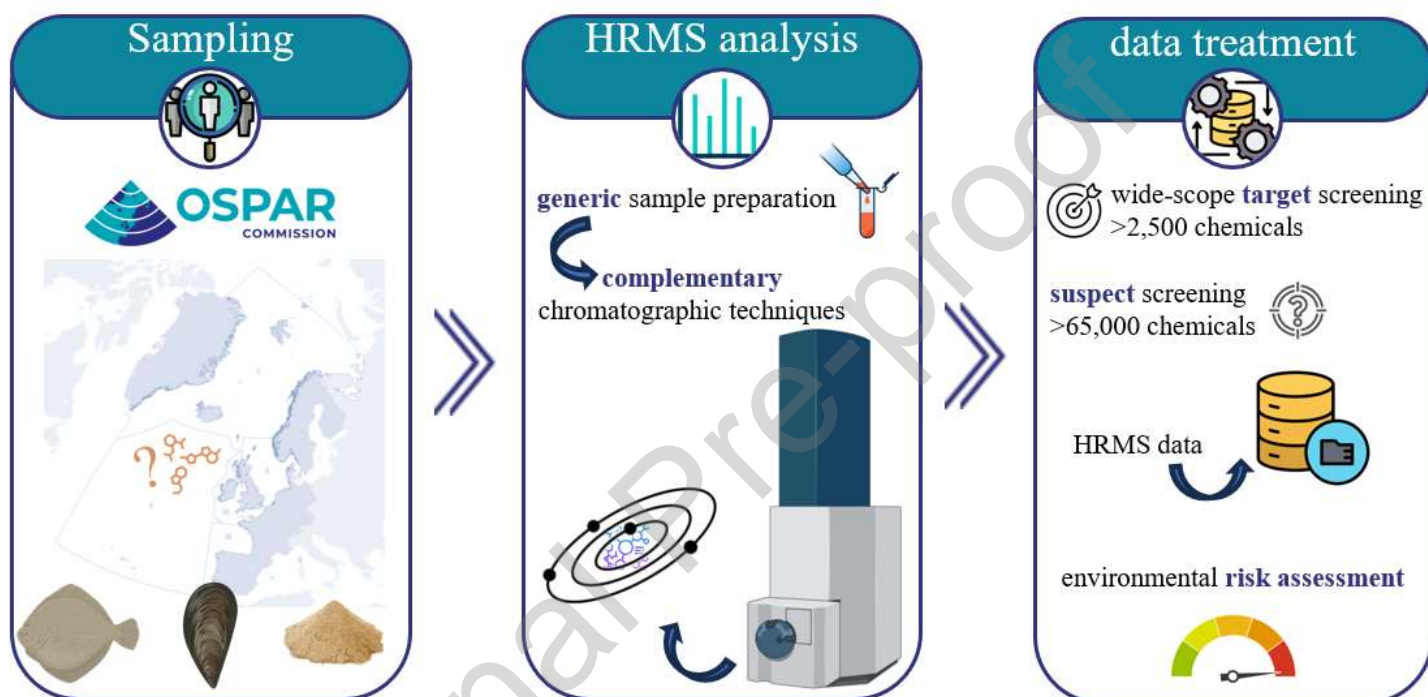 Sampling
OSPAR
COMMISSION
?
HRMS analysis
generic sample preparation
complementary
chromatographic techniques
data treatment
wide-scope target screening
>2,500 chemicals
suspect screening
>65,000 chemicals
?
HRMS data
environmental risk assessment
nal Pre-proof